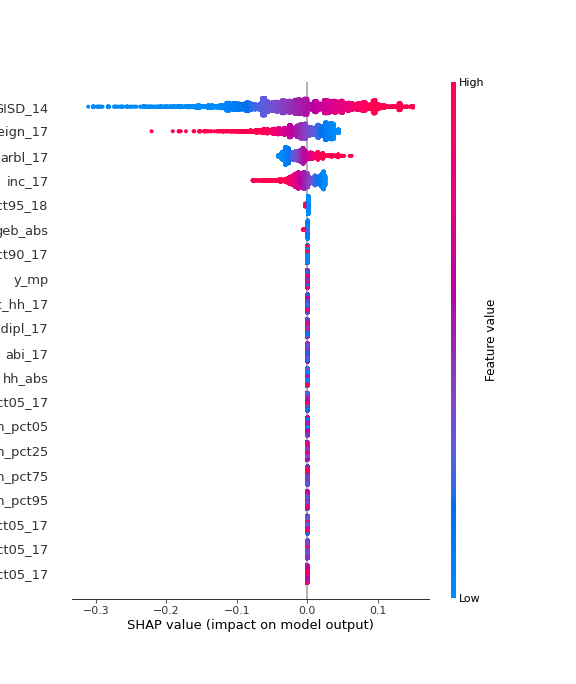 GISD_14
eign_17
arbl_17
inc_17
ct95_18
geb_abs
ct90_17
y_mp
t_hh_17
dipl_17
abi_17
hh_abs
ct05_17
n_pct05
n_pct25
n_pct75
n_pct95
ct05_17
ct05_17
ct05_17
−0.3
−0.2
−0.1
0.0
0.1
SHAP value (impact on model output)
High
Feature value
Low